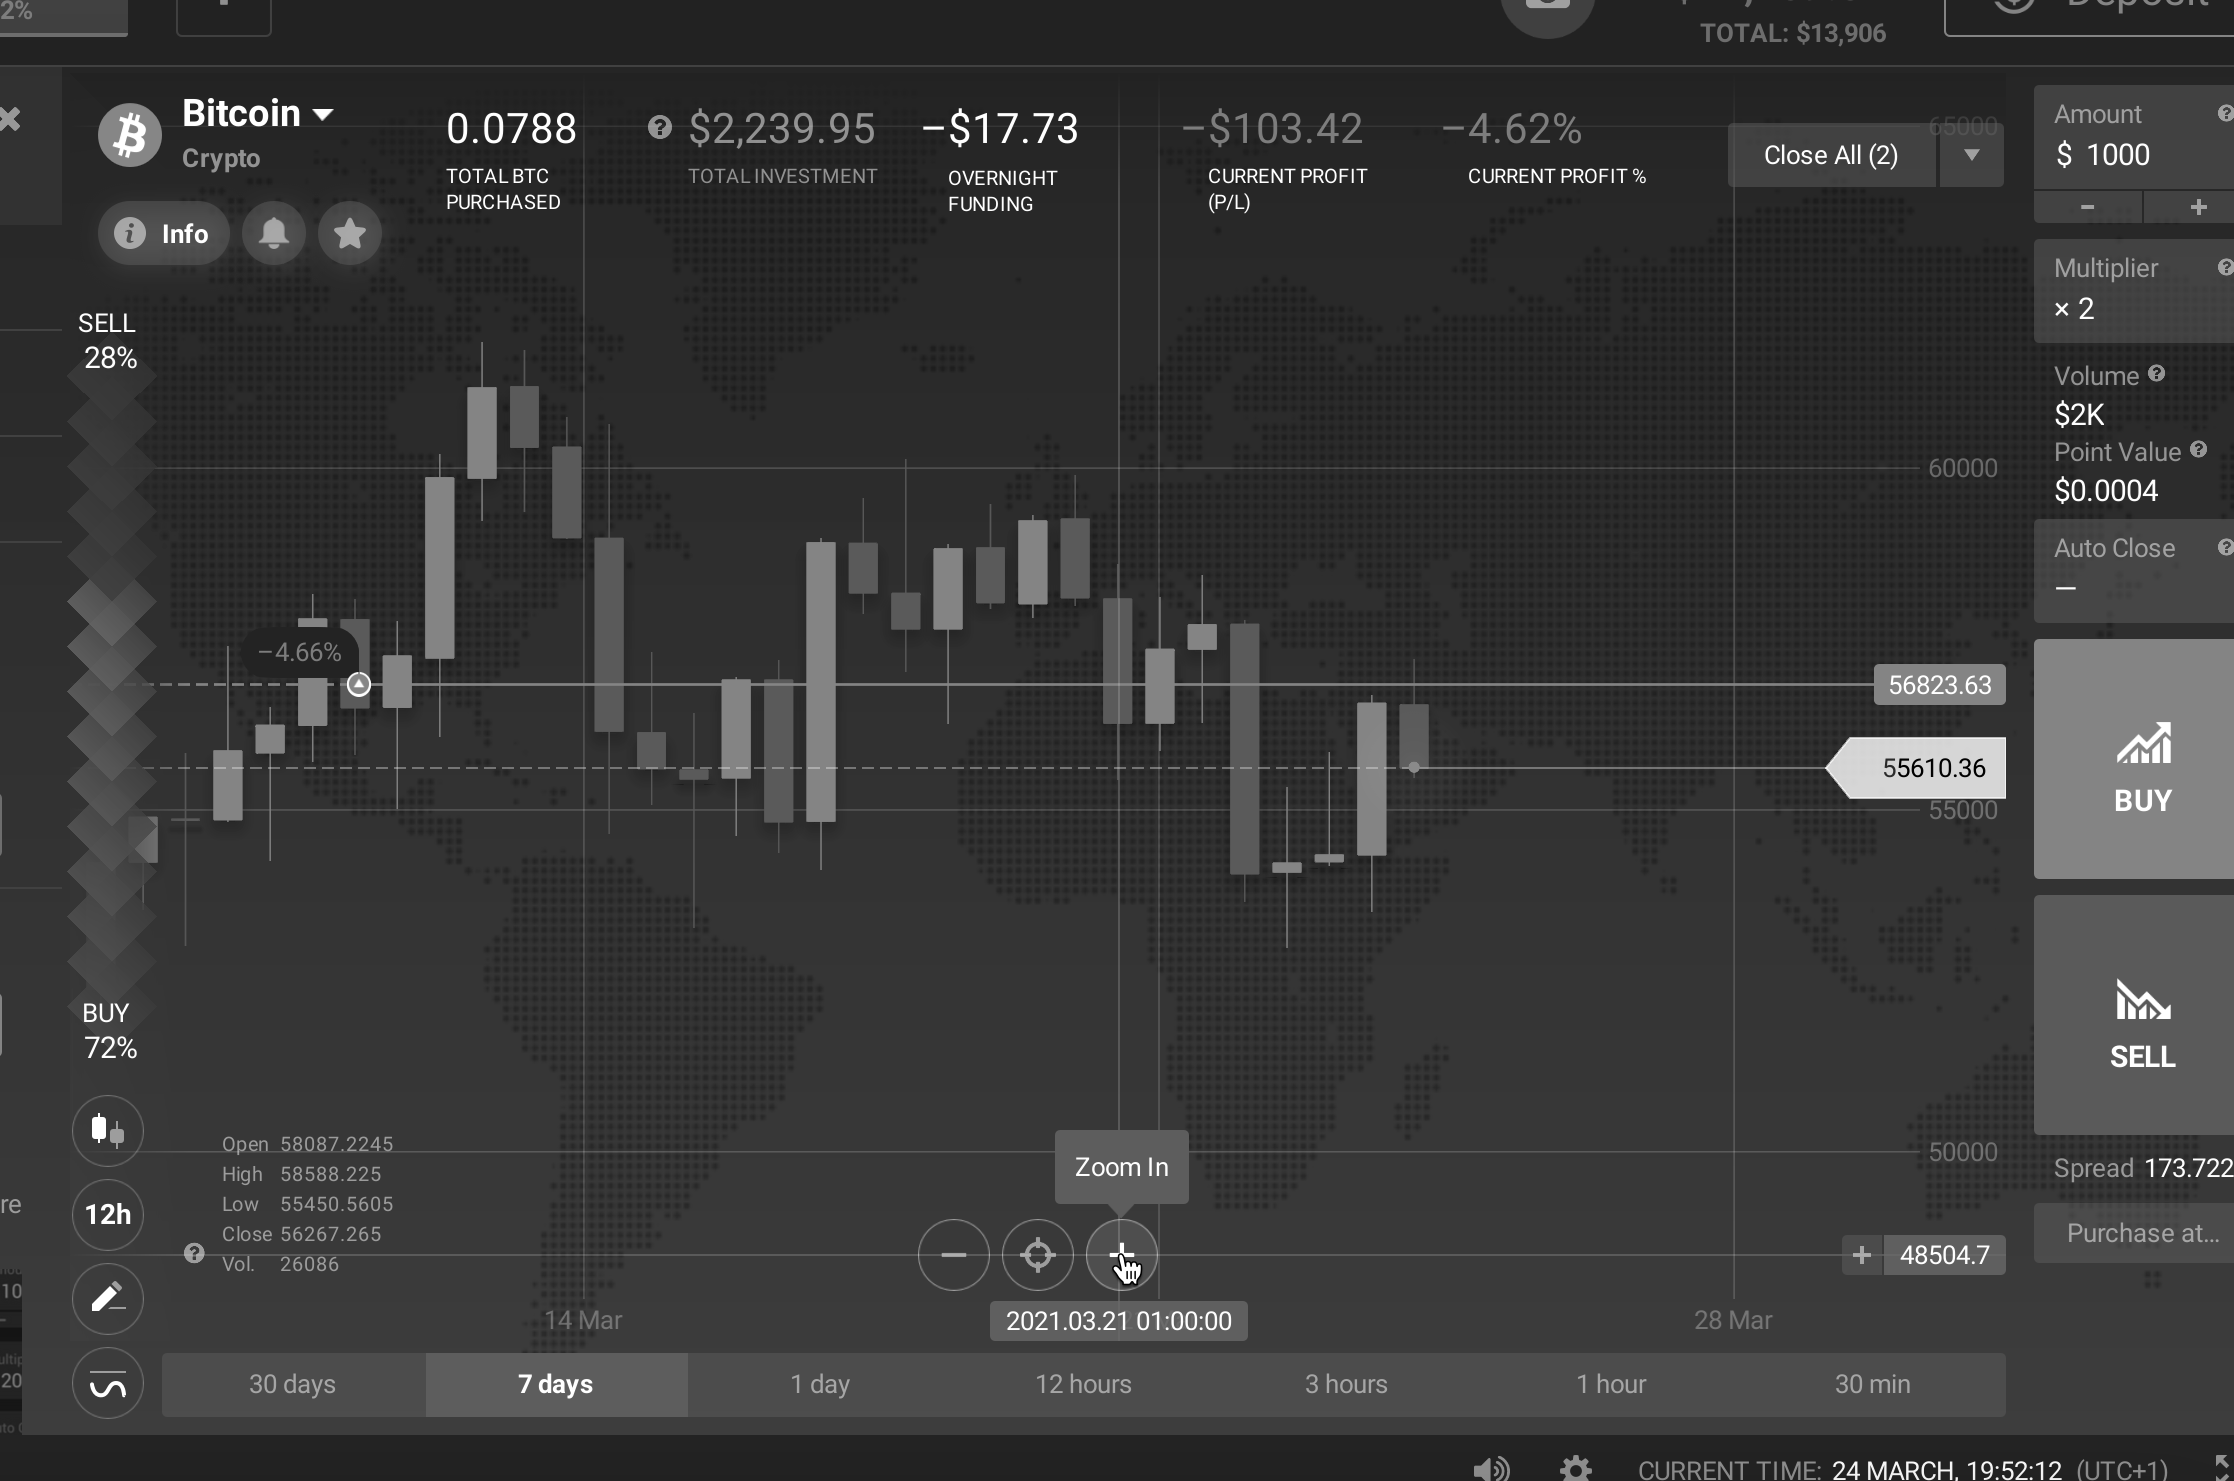 2%
TOTAL: $13,906
Deposit
Bitcoin
Crypto
Info
0.0788
TOTAL BTC
PURCHASED
$2,239.95
TOTAL INVESTMENT
−$17.73
OVERNIGHT
FUNDING
−$103.42
CURRENT PROFIT
(P/L)
−4.62%
CURRENT PROFIT %
Close All (2)
65000
Amount
$ 1000
−
+
Multiplier
× 2
Volume
$2K
Point Value
$0.0004
Auto Close
—
SELL
28%
60000
−4.66%
56823.63
55610.36
55000
BUY
SELL
BUY
72%
50000
Spread 173.722
Purchase at...
Open 58087.2245
High 58588.225
Low 55450.5605
Close 56267.265
Vol. 26086
12h
re
10
20
Zoom In
+ 48504.7
14 Mar
2021.03.21 01:00:00
28 Mar
30 days
7 days
1 day
12 hours
3 hours
1 hour
30 min
CURRENT TIME: 24 MARCH, 19:52:12 (UTC+1)